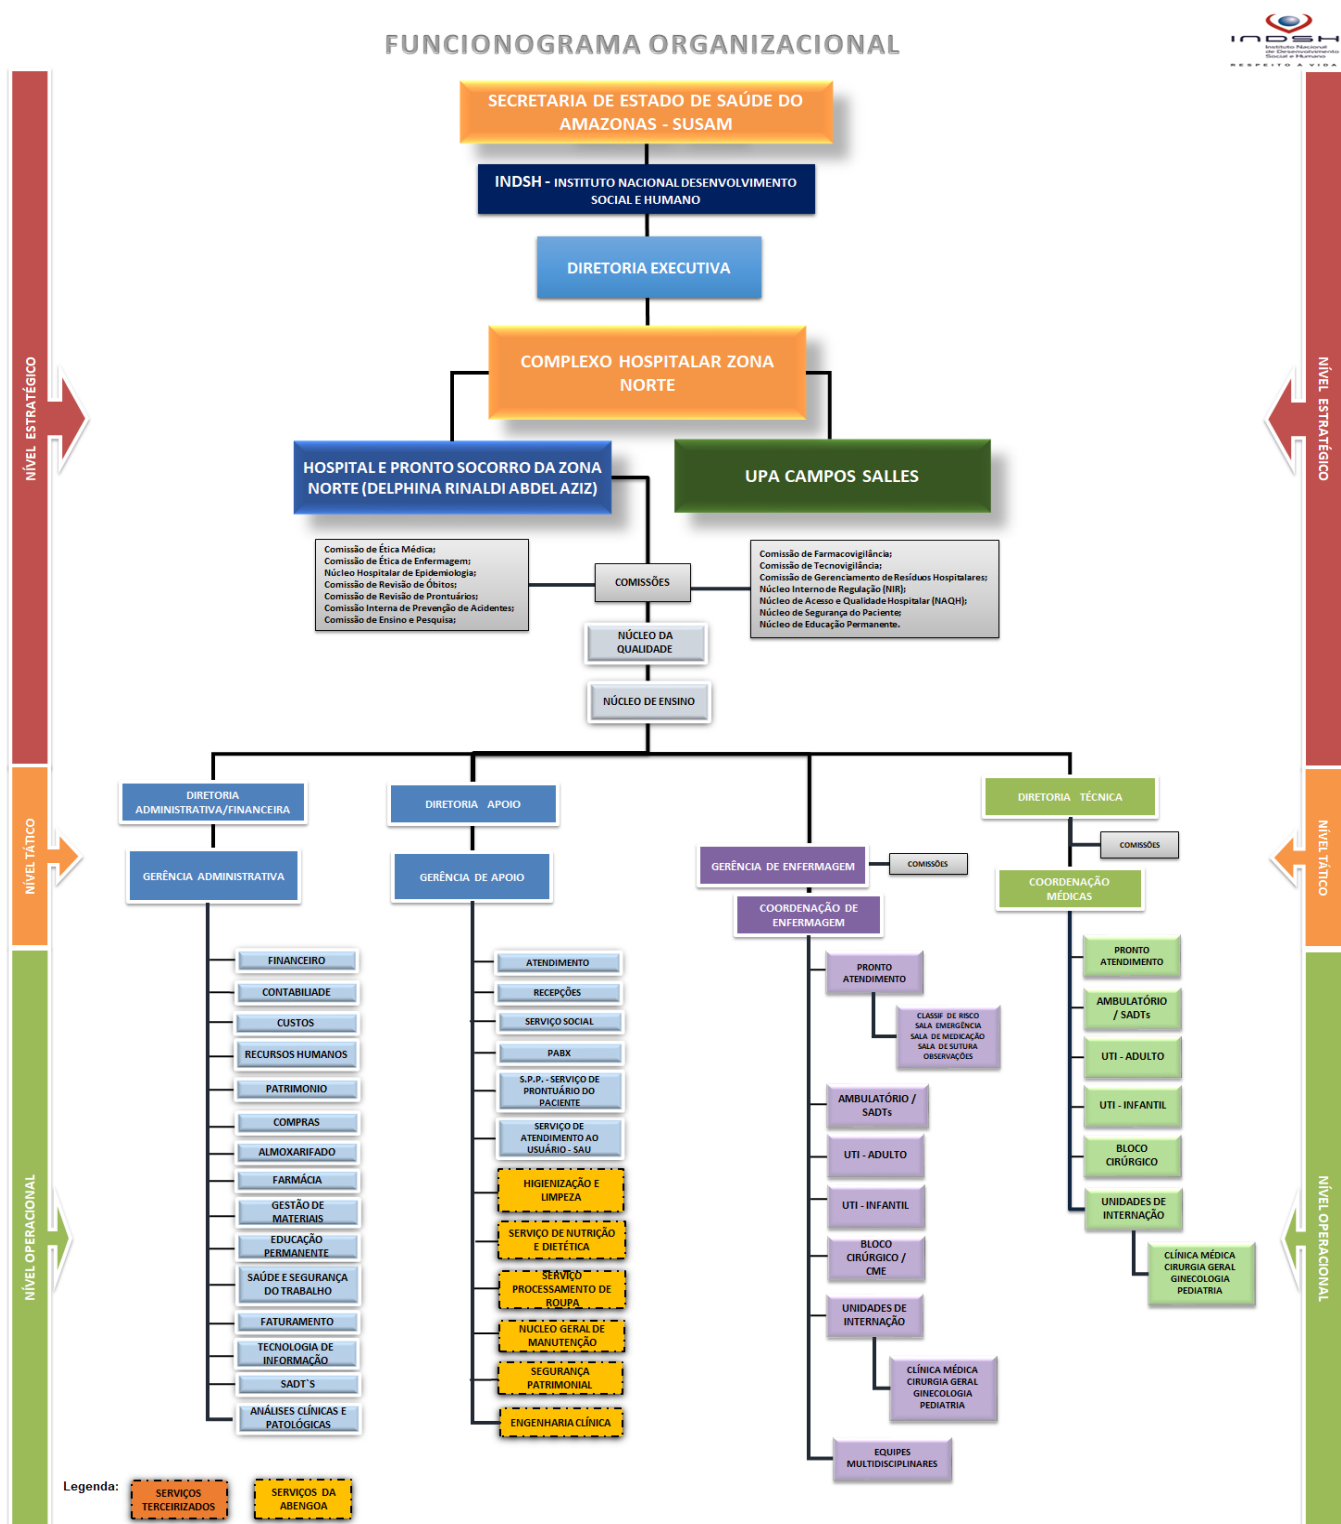 FUNCIONOGRAMA ORGANIZACIONAL
INDSH
Instituto Nacional
de Desenvolvimento
Social e Humano
RESPEITO À VIDA
SECRETARIA DE ESTADO DE SAÚDE DO
AMAZONAS - SUSAM
INDSH - INSTITUTO NACIONAL DESENVOLVIMENTO
SOCIAL E HUMANO
DIRETORIA EXECUTIVA
COMPLEXO HOSPITALAR ZONA
NORTE
NÍVEL ESTRATÉGICO
NÍVEL ESTRATÉGICO
HOSPITAL E PRONTO SOCORRO DA ZONA
NORTE (DELPHINA RINALDI ABDEL AZIZ)
UPA CAMPOS SALLES
Comissão de Ética Médica;
Comissão de Ética de Enfermagem;
Núcleo Hospitalar de Epidemiologia;
Comissão de Revisão de Óbitos;
Comissão de Revisão de Prontuários;
Comissão Interna de Prevenção de Acidentes;
Comissão de Ensino e Pesquisa;
COMISSÕES
Comissão de Farmacovigilância;
Comissão de Tecnovigilância;
Comissão de Gerenciamento de Resíduos Hospitalares;
Núcleo Interno de Regulação (NIR);
Núcleo de Acesso e Qualidade Hospitalar (NAQH);
Núcleo de Segurança do Paciente;
Núcleo de Educação Permanente.
NÚCLEO DA
QUALIDADE
NÚCLEO DE ENSINO
NÍVEL TÁTICO
NÍVEL TÁTICO
DIRETORIA
ADMINISTRATIVA/FINANCEIRA
DIRETORIA APOIO
DIRETORIA TÉCNICA
COMISSÕES
GERÊNCIA ADMINISTRATIVA
GERÊNCIA DE APOIO
GERÊNCIA DE ENFERMAGEM
COMISSÕES
COORDENAÇÃO
MÉDICAS
COORDENAÇÃO DE
ENFERMAGEM
NÍVEL OPERACIONAL
NÍVEL OPERACIONAL
FINANCEIRO
CONTABILIADE
CUSTOS
RECURSOS HUMANOS
PATRIMONIO
COMPRAS
ALMOXARIFADO
FARMÁCIA
GESTÃO DE
MATERIAIS
EDUCAÇÃO
PERMANENTE
SAÚDE E SEGURANÇA
DO TRABALHO
FATURAMENTO
TECNOLOGIA DE
INFORMAÇÃO
SADT`S
ANÁLISES CLÍNICAS E
PATOLÓGICAS
ATENDIMENTO
RECEPÇÕES
SERVIÇO SOCIAL
PABX
S.P.P. - SERVIÇO DE
PRONTUÁRIO DO
PACIENTE
SERVIÇO DE
ATENDIMENTO AO
USUÁRIO - SAU
HIGIENIZAÇÃO E
LIMPEZA
SERVIÇO DE NUTRIÇÃO
E DIETÉTICA
SERVIÇO
PROCESSAMENTO DE
ROUPA
NUCLEO GERAL DE
MANUTENÇÃO
SEGURANÇA
PATRIMONIAL
ENGENHARIA CLÍNICA
PRONTO
ATENDIMENTO
CLASSIF DE RISCO
SALA EMERGÊNCIA
SALA DE MEDICAÇÃO
SALA DE SUTURA
OBSERVAÇÕES
AMBULATÓRIO /
SADTs
UTI - ADULTO
UTI - INFANTIL
BLOCO
CIRÚRGICO /
CME
UNIDADES DE
INTERNAÇÃO
CLÍNICA MÉDICA
CIRURGIA GERAL
GINECOLOGIA
PEDIATRIA
EQUIPES
MULTIDISCIPLINARES
PRONTO
ATENDIMENTO
AMBULATÓRIO
/ SADTs
UTI - ADULTO
UTI - INFANTIL
BLOCO
CIRÚRGICO
UNIDADES DE
INTERNAÇÃO
CLÍNICA MÉDICA
CIRURGIA GERAL
GINECOLOGIA
PEDIATRIA
Legenda:
SERVIÇOS
TERCEIRIZADOS
SERVIÇOS DA
ABENGOA